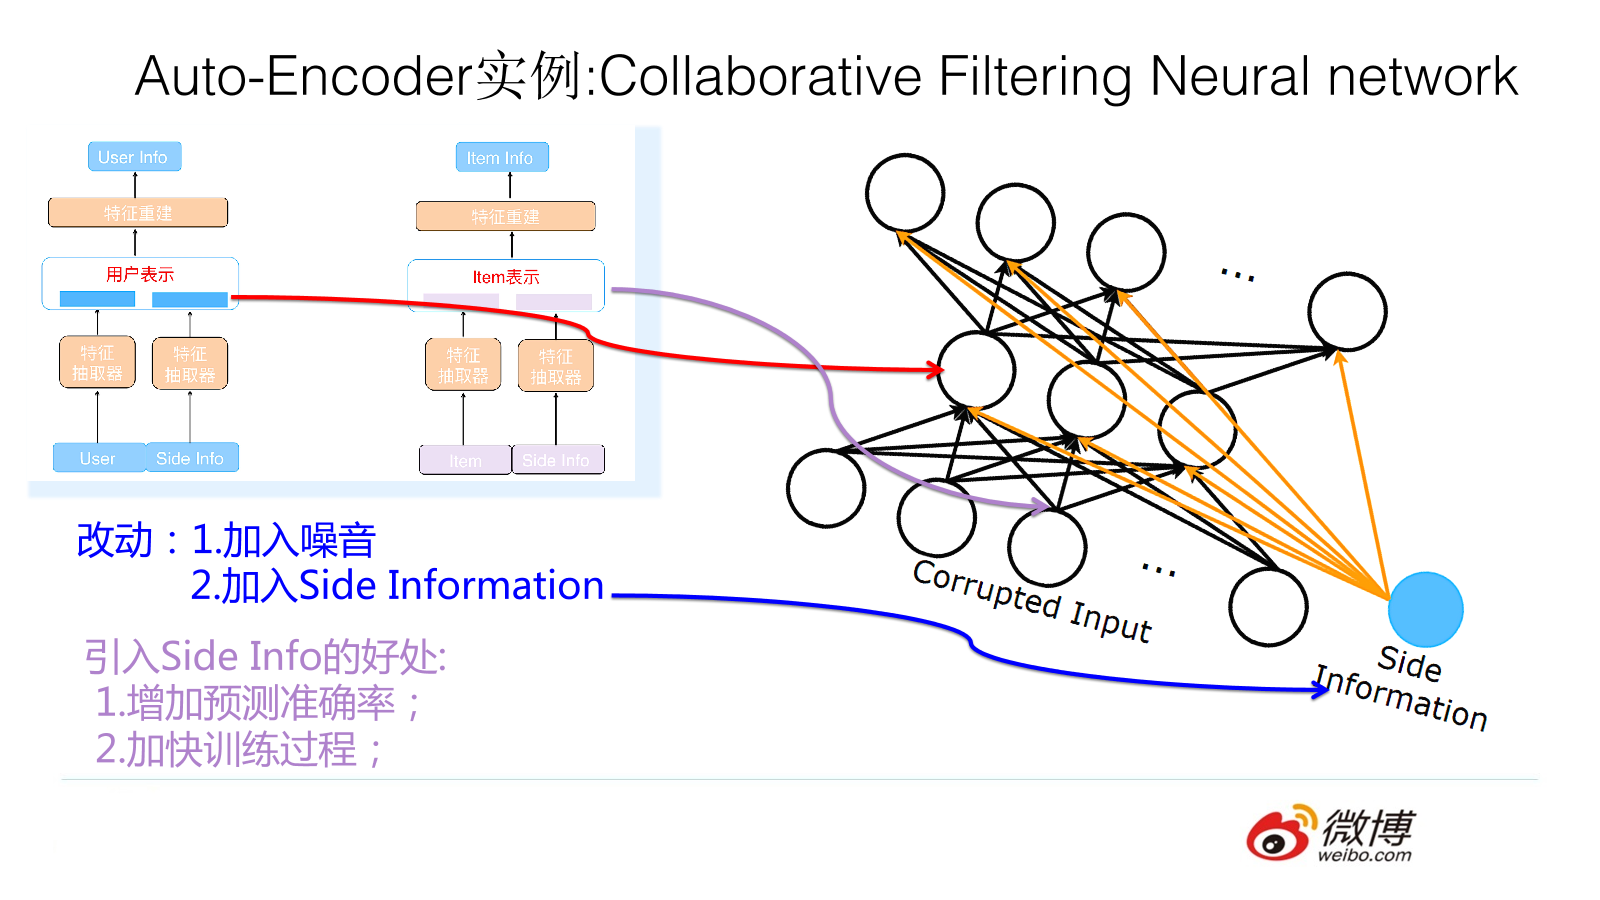 Auto-Encoder实例:Collaborative Filtering Neural network
User Info
特征重建
用户表示
特征
抽取器
特征
抽取器
User
Side Info
Item Info
特征重建
Item表示
特征
抽取器
特征
抽取器
Item
Side Info
...
...
Corrupted Input
Side
Information
改动：1.加入噪音
2.加入Side Information
引入Side Info的好处:
1.增加预测准确率；
2.加快训练过程；
微博
weibo.com